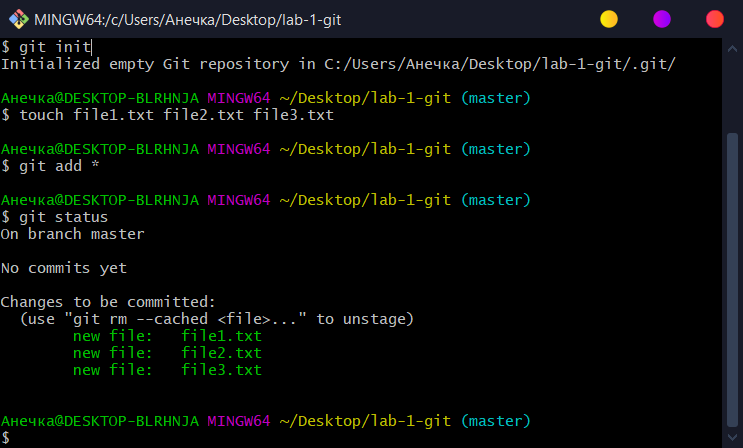 MINGW64:/c/Users/Анечка/Desktop/lab-1-git
$ git init
Initialized empty Git repository in C:/Users/Анечка/Desktop/lab-1-git/.git/
Анечка@DESKTOP-BLRHNJA MINGW64 ~/Desktop/lab-1-git (master)
$ touch file1.txt file2.txt file3.txt
Анечка@DESKTOP-BLRHNJA MINGW64 ~/Desktop/lab-1-git (master)
$ git add *
Анечка@DESKTOP-BLRHNJA MINGW64 ~/Desktop/lab-1-git (master)
$ git status
On branch master
No commits yet
Changes to be committed:
  (use "git rm --cached <file>..." to unstage)
        new file:   file1.txt
        new file:   file2.txt
        new file:   file3.txt
Анечка@DESKTOP-BLRHNJA MINGW64 ~/Desktop/lab-1-git (master)
$